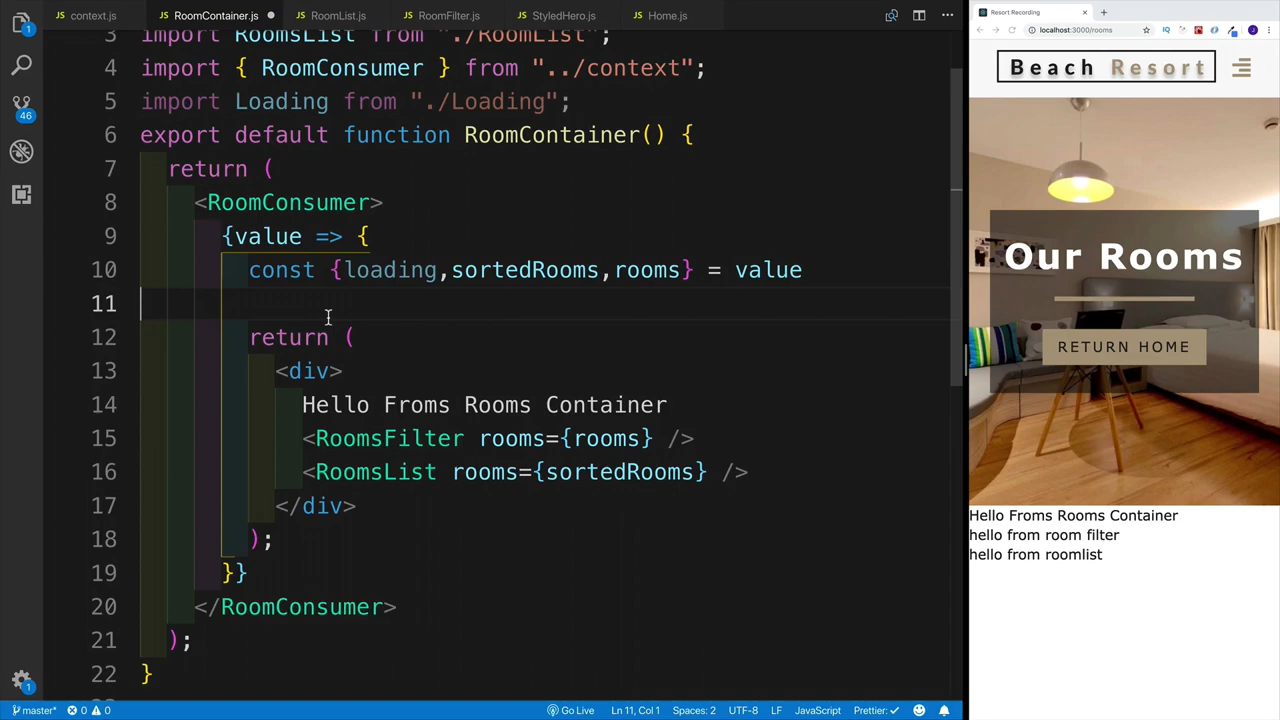 context.js RoomContainer.js RoomList.js RoomFilter.js StyledHero.js Home.js
3 import RoomsList from "./RoomList";
4 import { RoomConsumer } from "../context";
5 import Loading from "./Loading";
6 export default function RoomContainer() {
7 return (
8 <RoomConsumer>
9 {value => {
10 const {loading,sortedRooms,rooms} = value
11
12 return (
13 <div>
14 Hello Froms Rooms Container
15 <RoomsFilter rooms={rooms} />
16 <RoomsList rooms={sortedRooms} />
17 </div>
18 );
19 }}
20 </RoomConsumer>
21 );
22 }
46
1
1
master* 0 0 Go Live Ln 11, Col 1 Spaces: 2 UTF-8 LF JavaScript Prettier: ✓
Resort Recording
localhost:3000/rooms
Beach Resort
Our Rooms
RETURN HOME
Hello Froms Rooms Container
hello from room filter
hello from roomlist